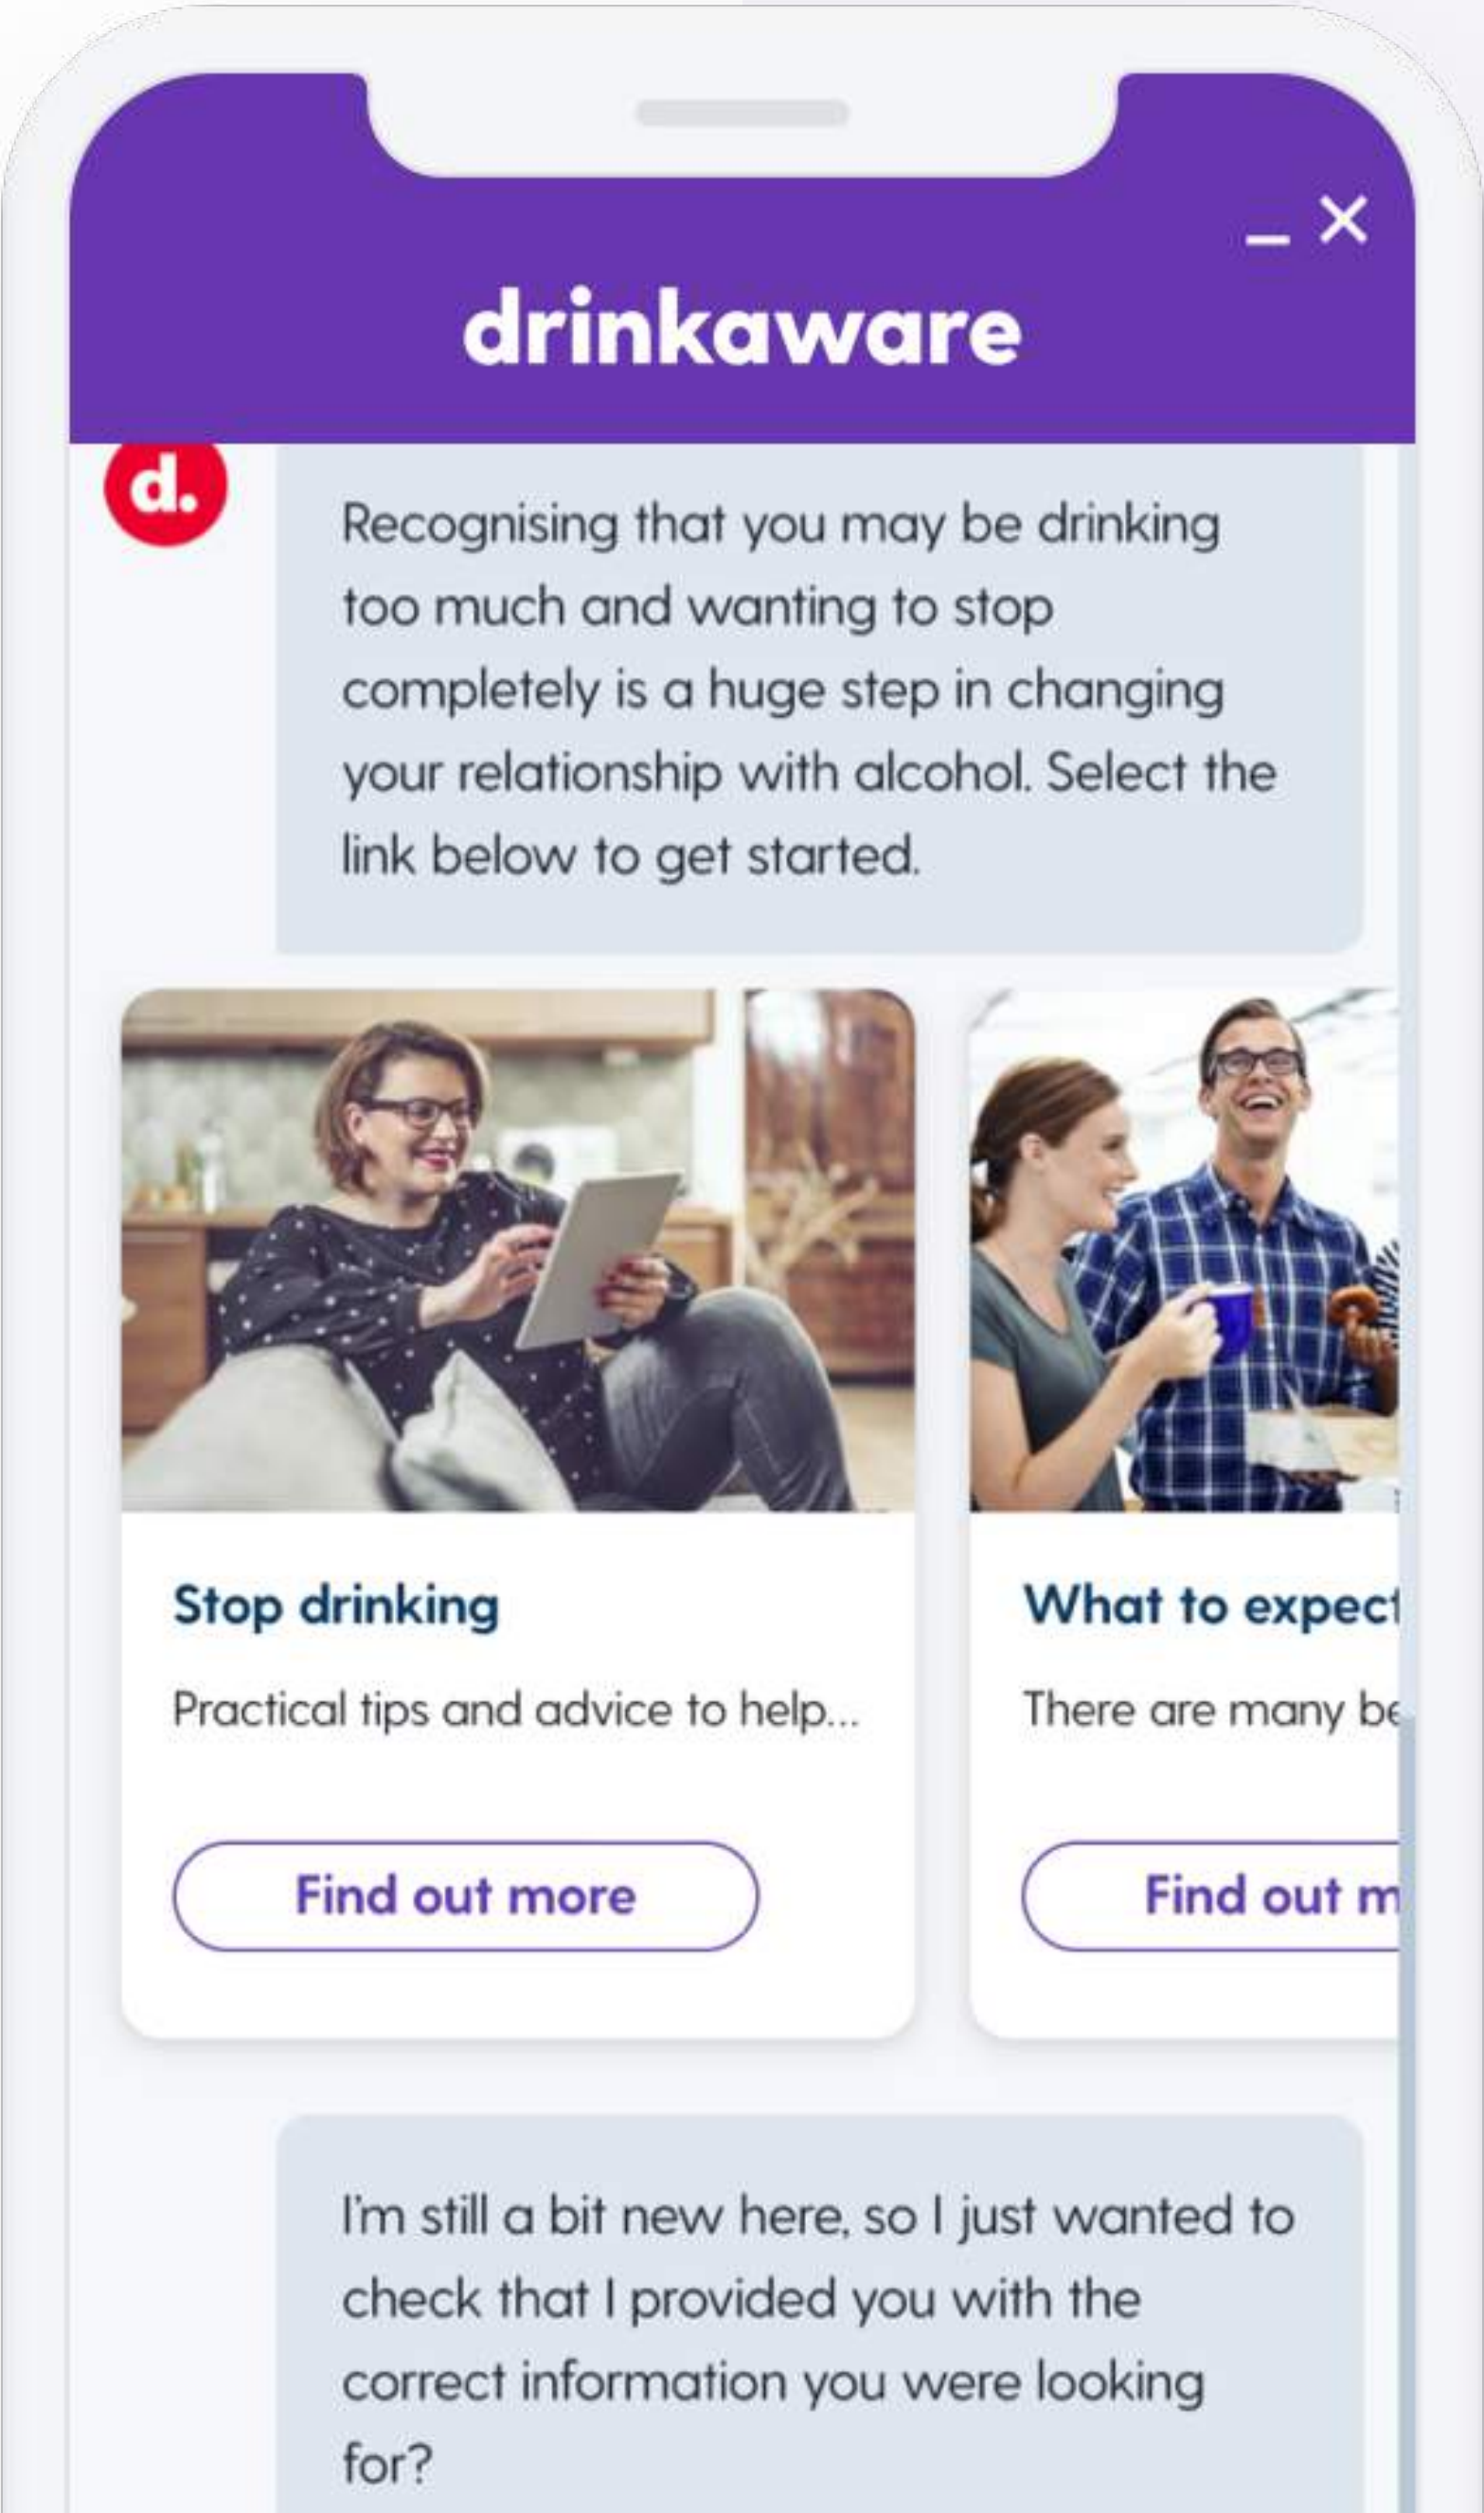 drinkaware
d.
Recognising that you may be drinking
too much and wanting to stop
completely is a huge step in changing
your relationship with alcohol. Select the
link below to get started.
Stop drinking
Practical tips and advice to help...
Find out more
What to expect
There are many be
Find out m
I'm still a bit new here, so I just wanted to
check that I provided you with the
correct information you were looking
for?